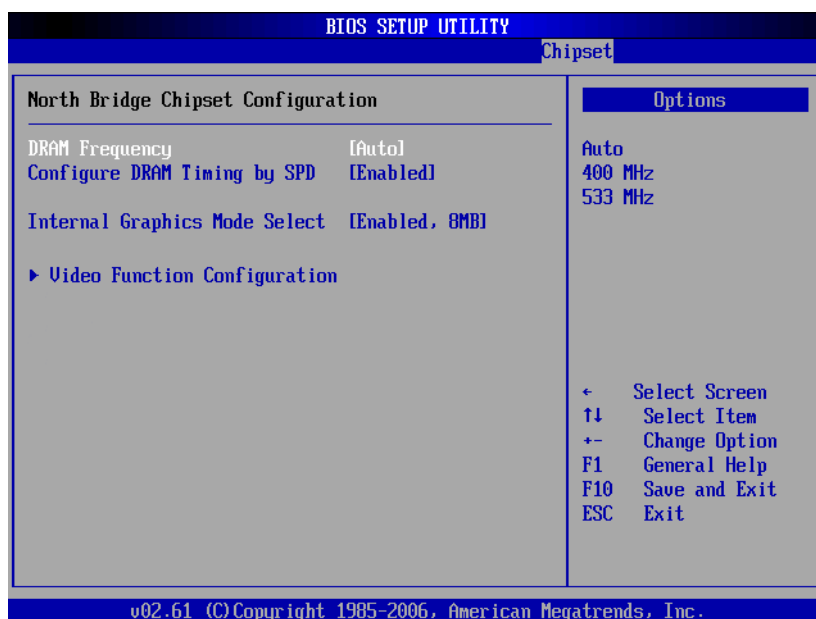 BIOS SETUP UTILITY
Chipset
North Bridge Chipset Configuration
DRAM Frequency [Auto]
Configure DRAM Timing by SPD [Enabled]
Internal Graphics Mode Select [Enabled, 8MB]
► Video Function Configuration
Options
Auto
400 MHz
533 MHz
← Select Screen
↑↓ Select Item
+- Change Option
F1 General Help
F10 Save and Exit
ESC Exit
v02.61 (C)Copyright 1985-2006, American Megatrends, Inc.